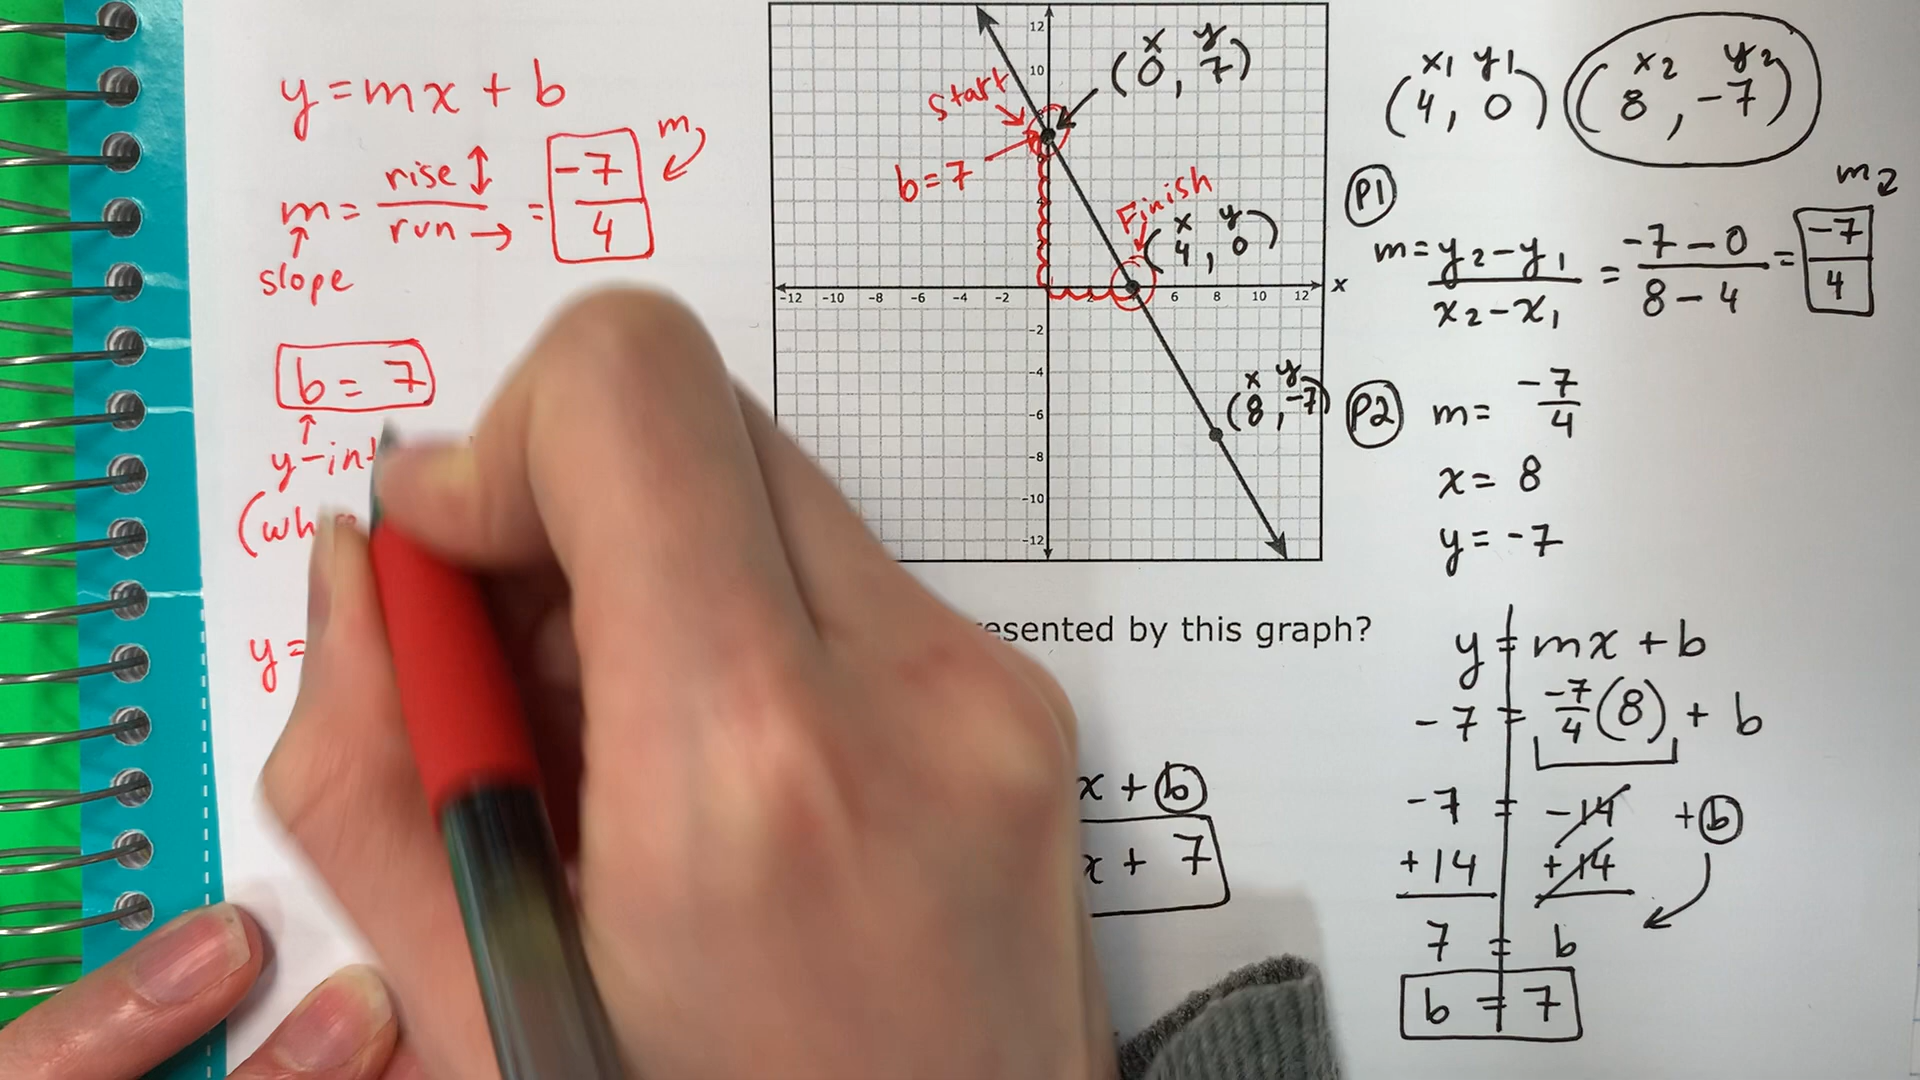 y = mx + b
m = rise / run = -7/4
m
slope
b = 7
y-int
(wh
y =
12
10
-2
-4
-6
-8
-10
-12
-12 -10 -8 -6 -4 -2 2 6 8 10 12 x
start
b = 7
x y
(0, 7)
Finish
x y
(4, 0)
x y
(8, -7)
esented by this graph?
x + b
x + 7
x1 y1 x2 y2
(4, 0) (8, -7)
P1
m = y2 - y1 / x2 - x1 = -7 - 0 / 8 - 4 = -7/4
P2 m = -7/4
x = 8
y = -7
y = mx + b
-7 = -7/4 (8) + b
-7 = -14 + b
+14 +14
7 = b
b = 7